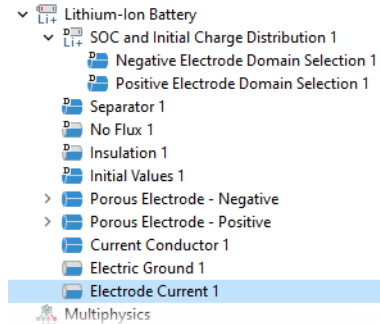 Li+ Lithium-Ion Battery
D Li+ SOC and Initial Charge Distribution 1
D Negative Electrode Domain Selection 1
D Positive Electrode Domain Selection 1
D Separator 1
D No Flux 1
D Insulation 1
D Initial Values 1
Porous Electrode - Negative
Porous Electrode - Positive
Current Conductor 1
Electric Ground 1
Electrode Current 1
Multiphysics